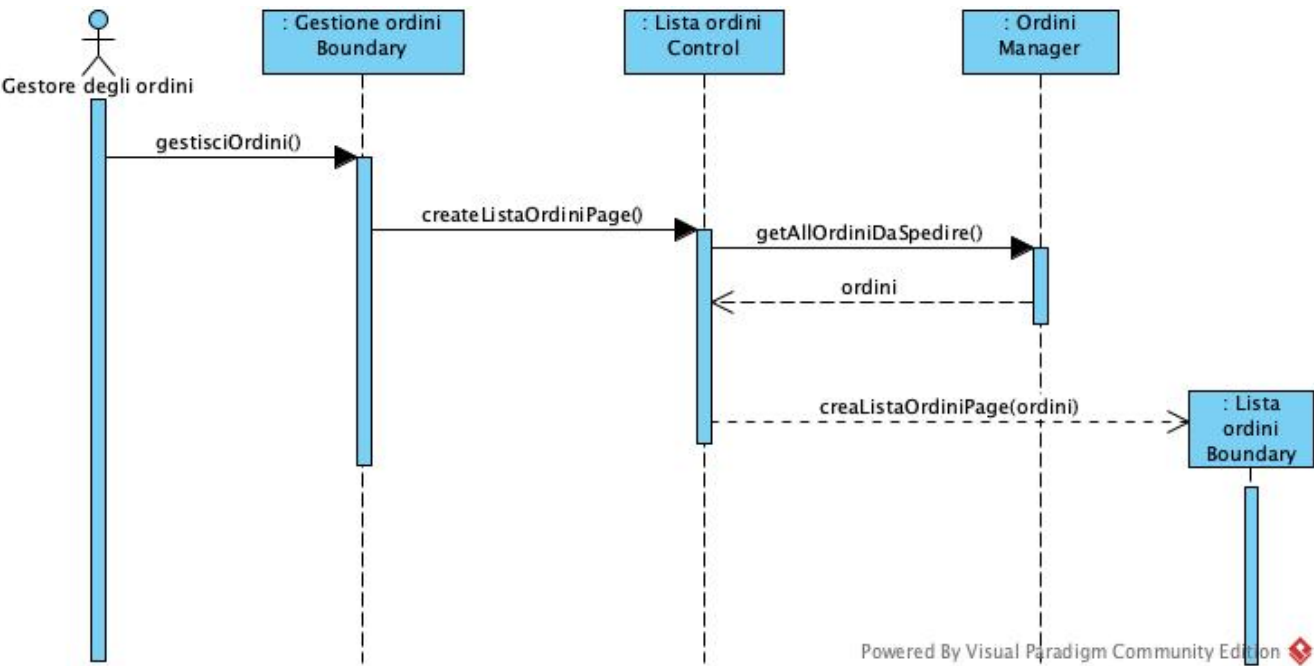 : Gestione ordini
Boundary
: Lista ordini
Control
: Ordini
Manager
Gestore degli ordini
gestisciOrdini()
createListaOrdiniPage()
getAllOrdiniDaSpedire()
ordini
creaListaOrdiniPage(ordini)
: Lista
ordini
Boundary
Powered By Visual Paradigm Community Edition